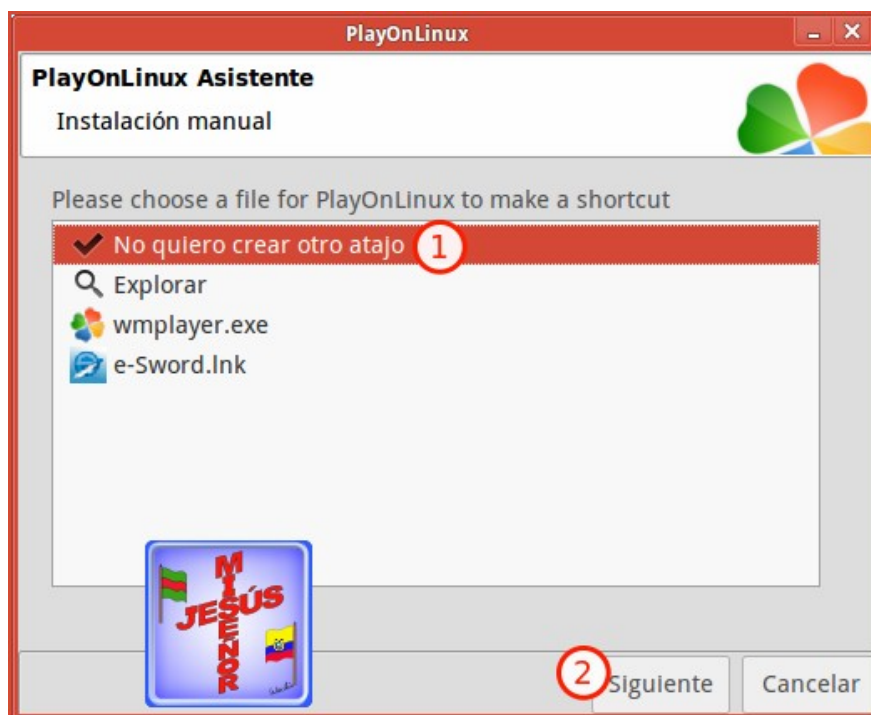 PlayOnLinux
PlayOnLinux Asistente
Instalación manual
Please choose a file for PlayOnLinux to make a shortcut
No quiero crear otro atajo 1
Explorar
wmplayer.exe
e-Sword.lnk
MI SEÑOR
JESÚS
2 Siguiente Cancelar